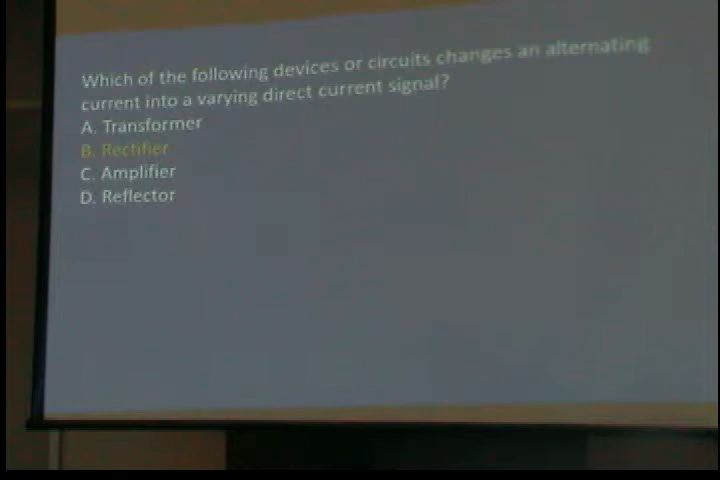 Which of the following devices or circuits changes an alternating
current into a varying direct current signal?
A. Transformer
B. Rectifier
C. Amplifier
D. Reflector